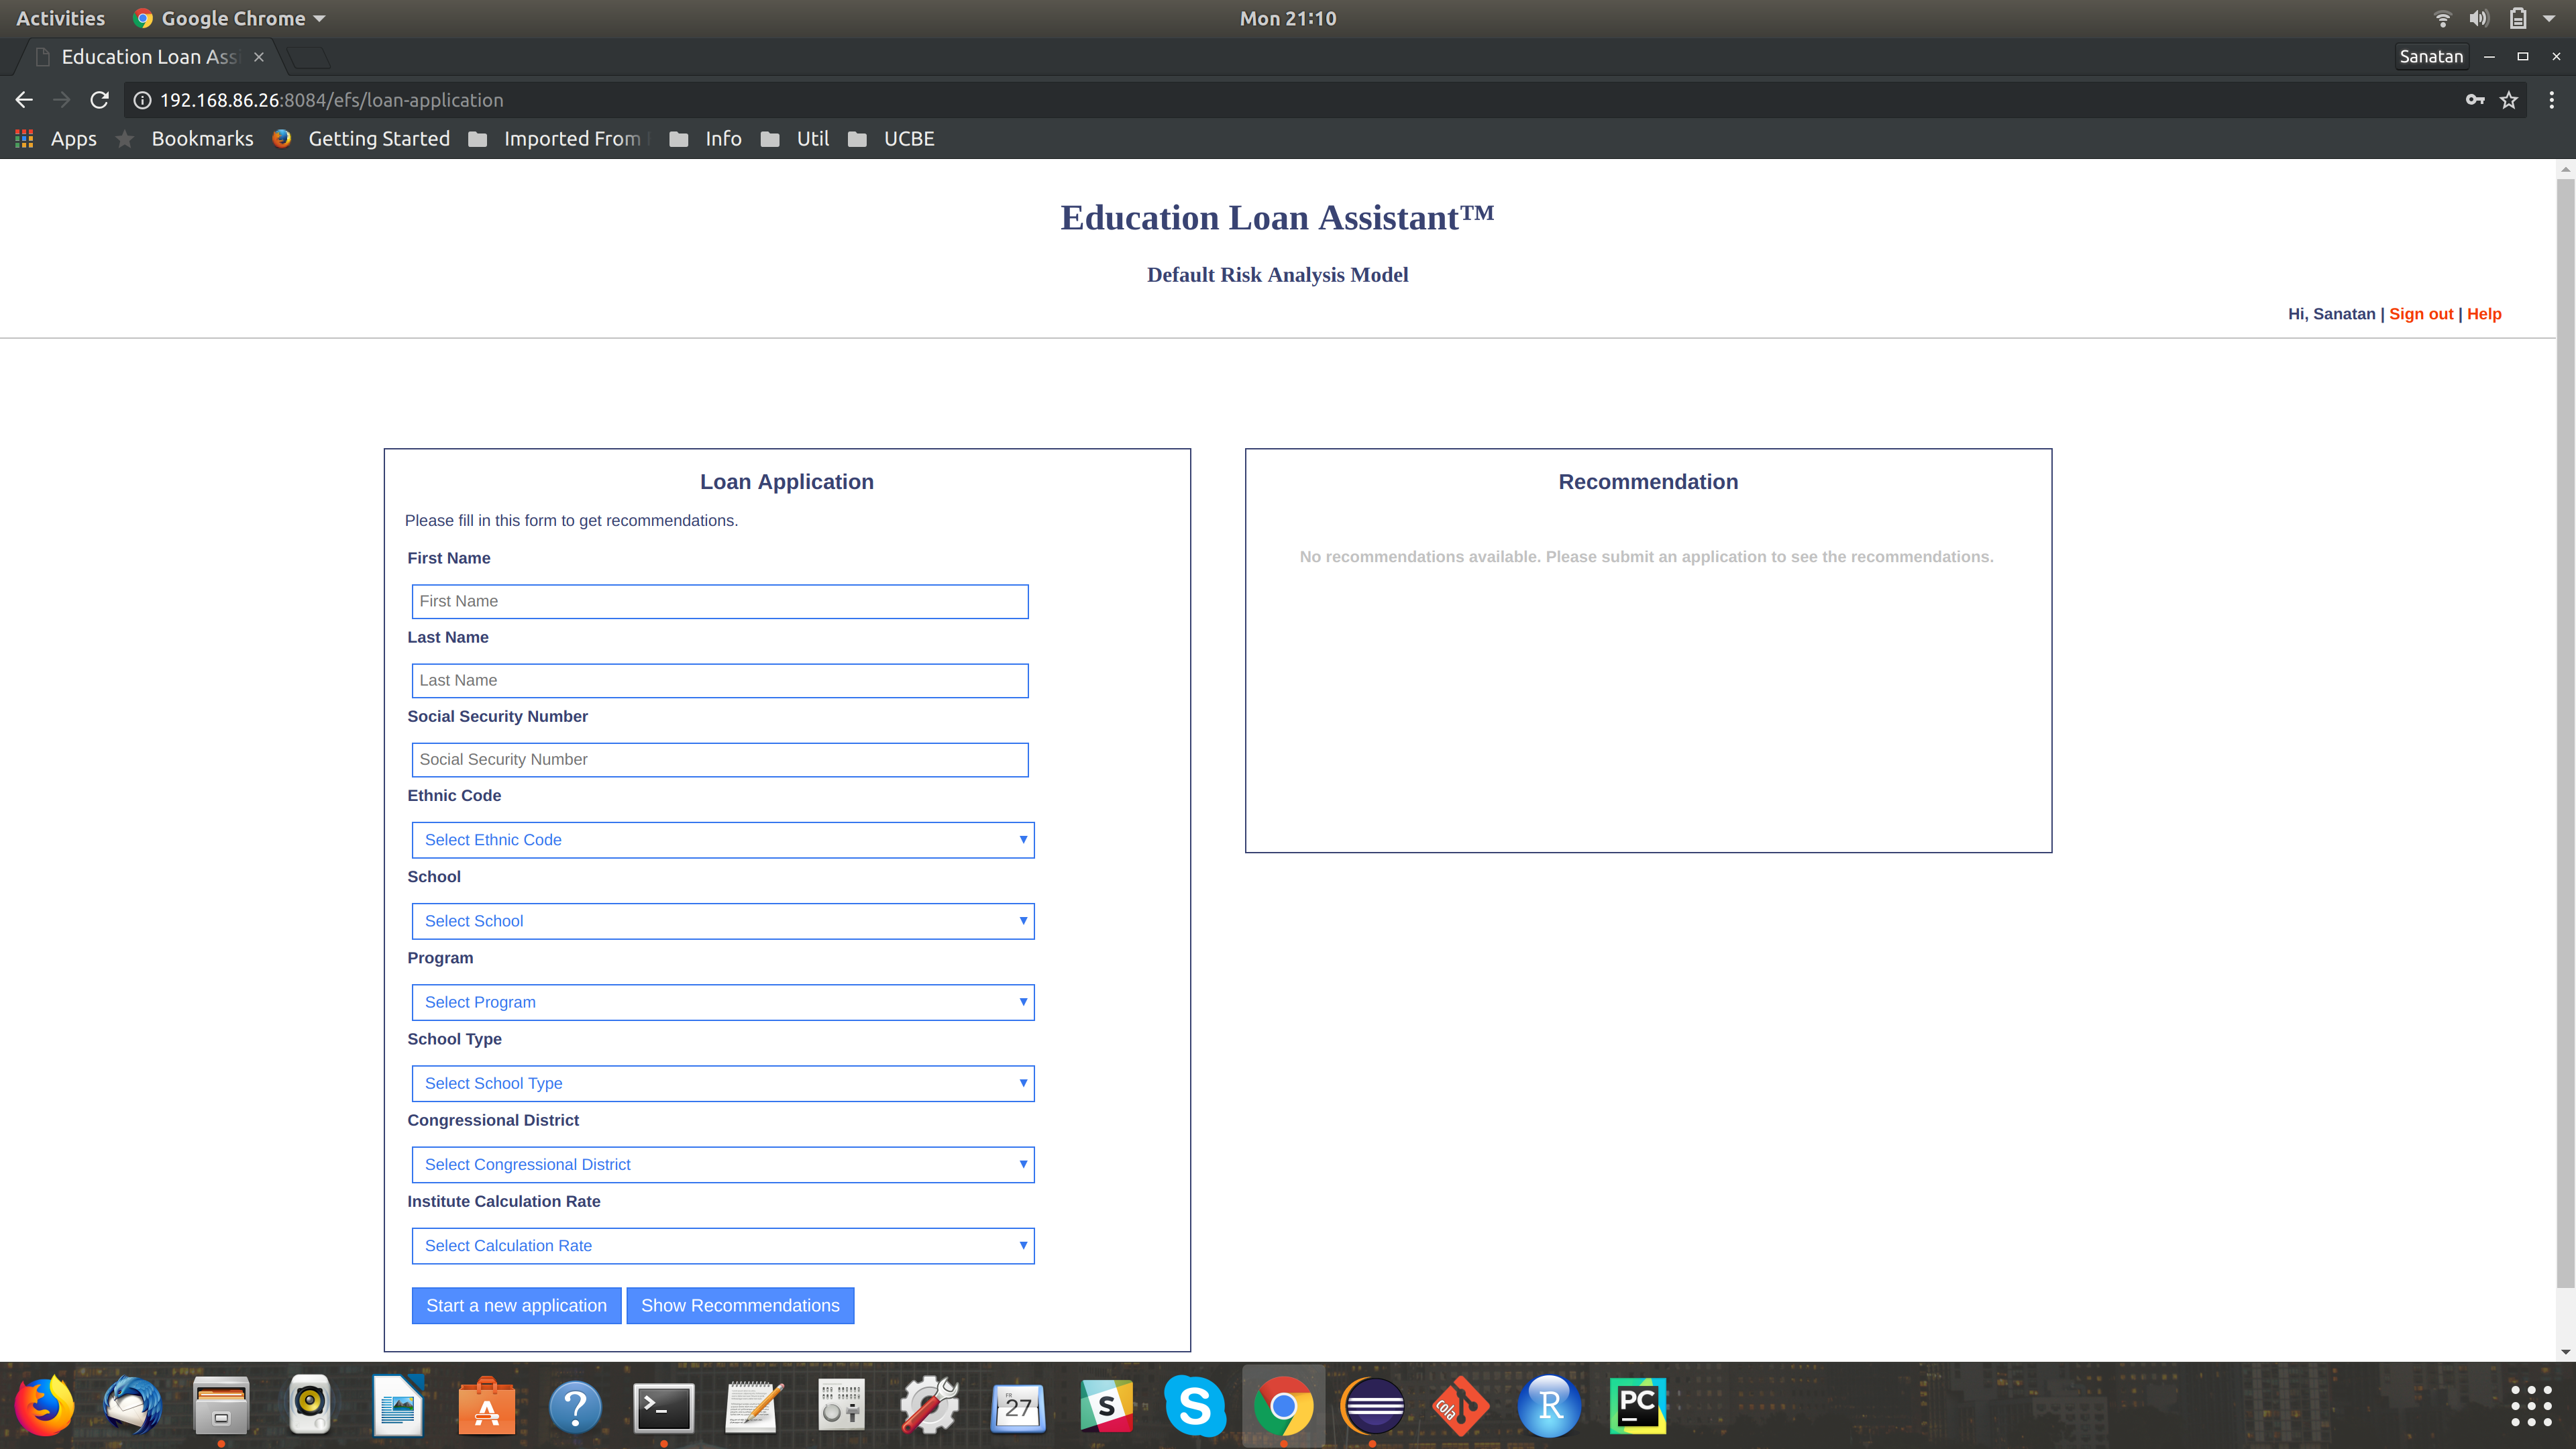 Activities Google Chrome Mon 21:10
Education Loan Ass Sanatan
192.168.86.26:8084/efs/loan-application
Apps Bookmarks Getting Started Imported From Info Util UCBE
Education Loan Assistant™
Default Risk Analysis Model
Hi, Sanatan | Sign out | Help
Loan Application
Please fill in this form to get recommendations.
First Name
First Name
Last Name
Last Name
Social Security Number
Social Security Number
Ethnic Code
Select Ethnic Code
School
Select School
Program
Select Program
School Type
Select School Type
Congressional District
Select Congressional District
Institute Calculation Rate
Select Calculation Rate
Start a new application Show Recommendations
Recommendation
No recommendations available. Please submit an application to see the recommendations.
A ? >_ FR 27 S S cola R PC